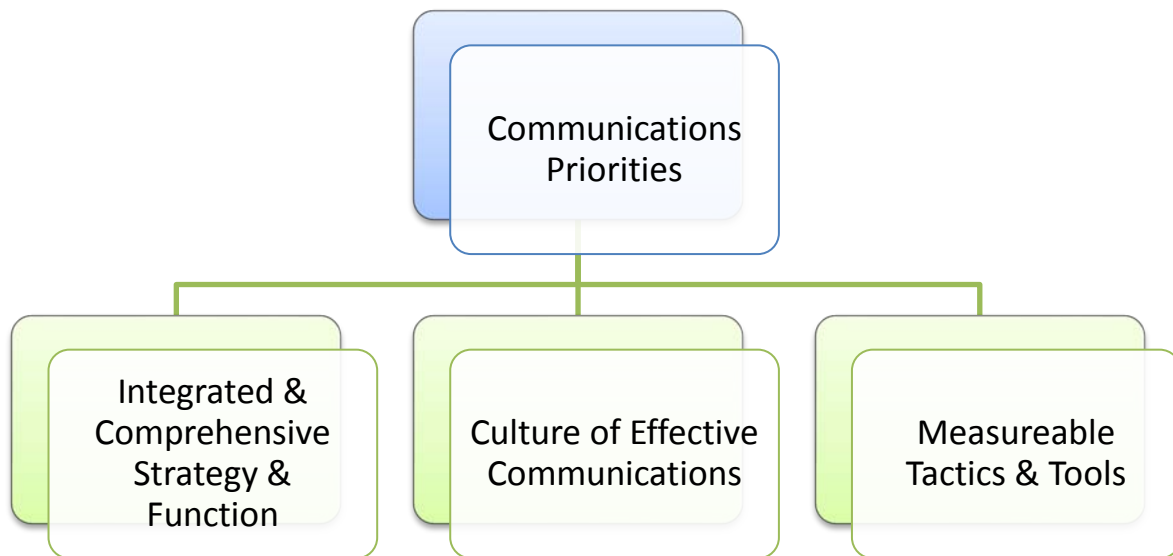 Communications
Priorities
Integrated &
Comprehensive
Strategy &
Function
Culture of Effective
Communications
Measureable
Tactics & Tools